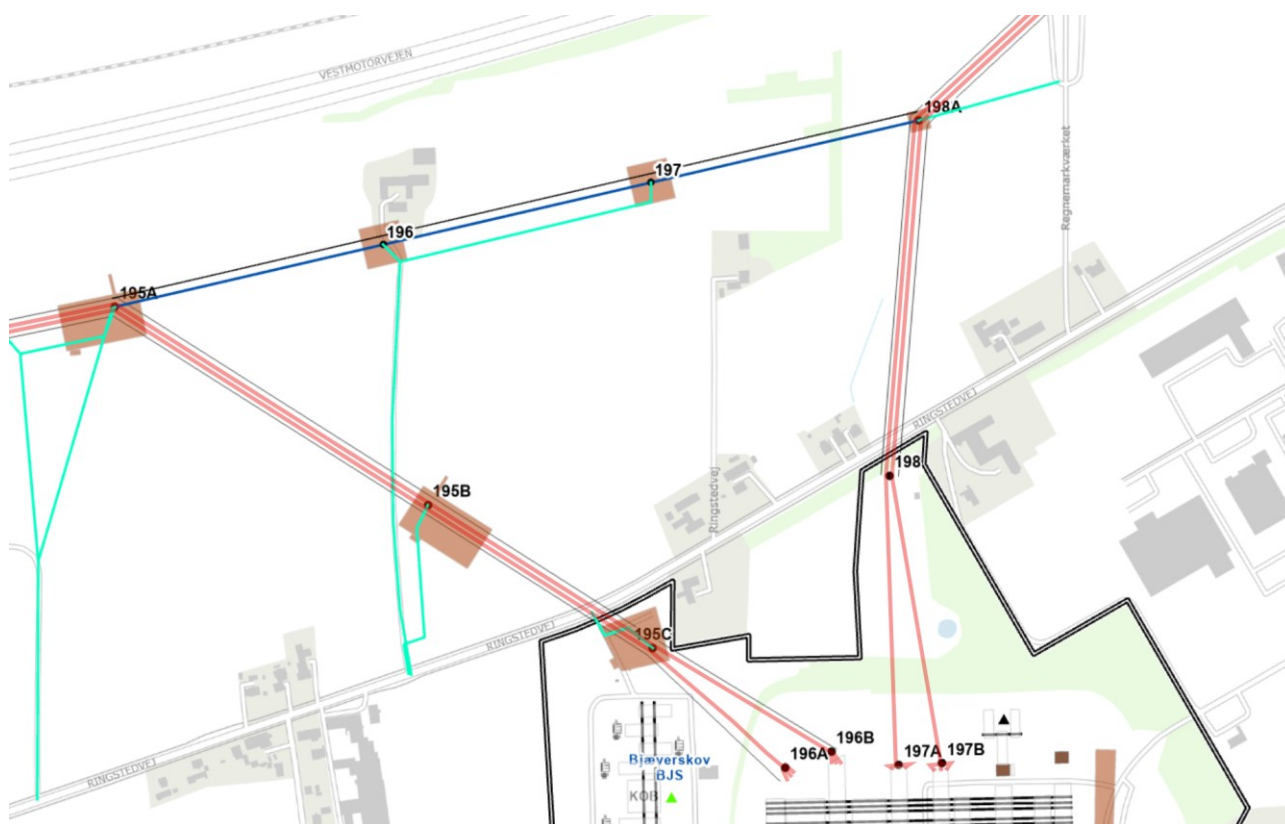 VESTMOTORVEJEN
198A
197
Regnemarkværket
196
195A
RINGSTEDVEJ
198
195B
Ringstedvej
RINGSTEDVEJ
195C
196B
196A
197A
197B
Bjæverskov
BJS
RINGSTEDVEJ
KOB